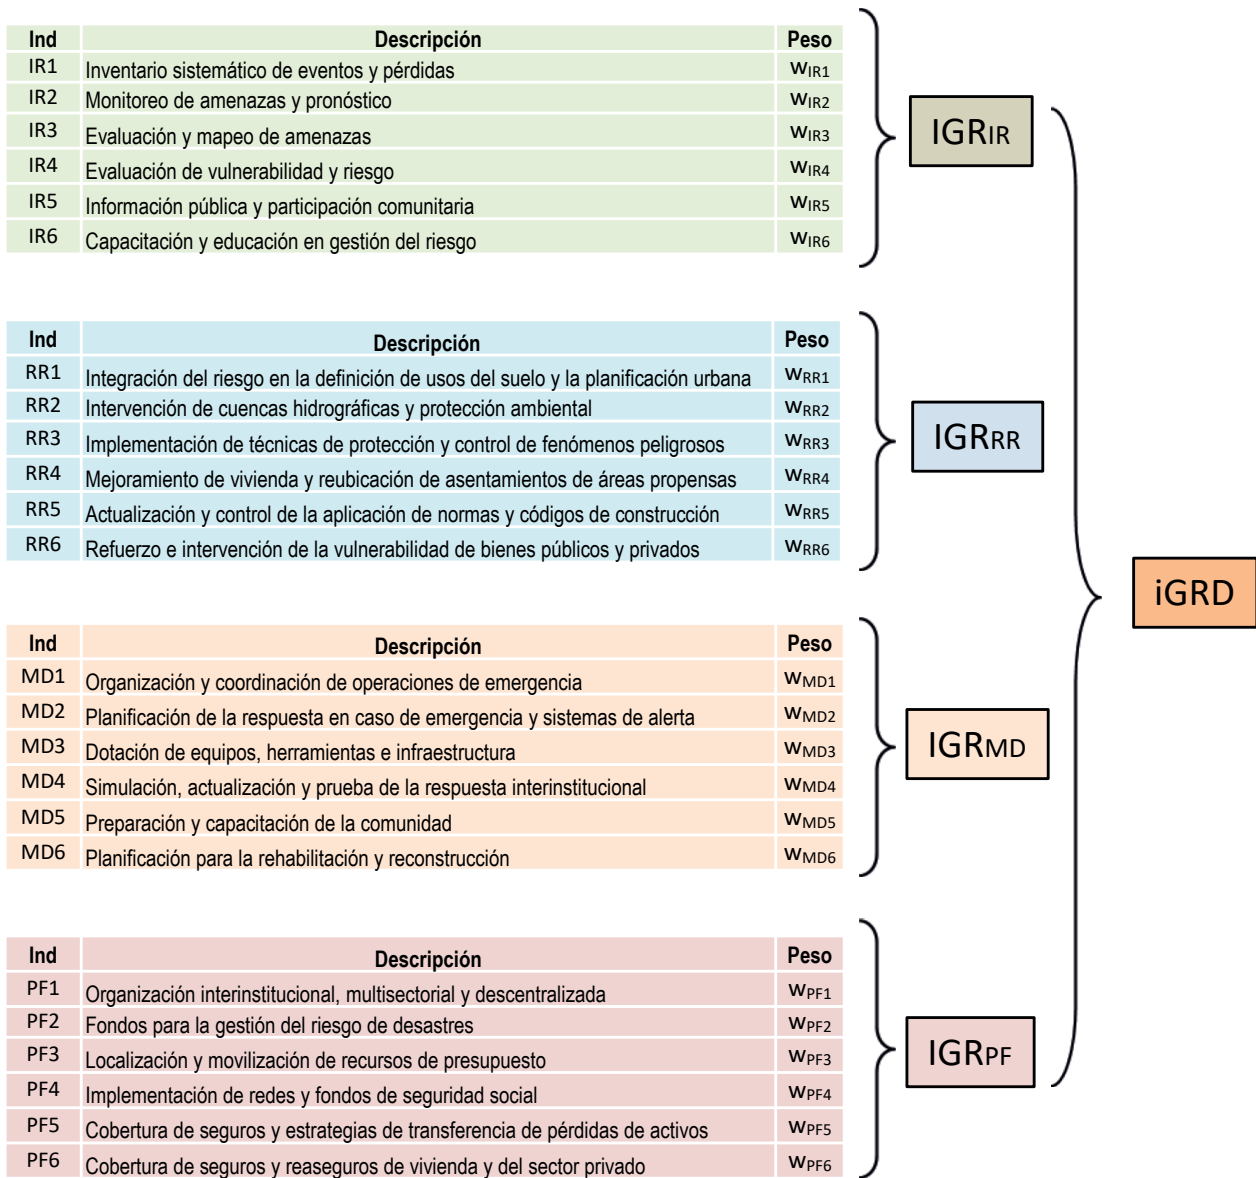 Ind Descripción Peso
IR1 Inventario sistemático de eventos y pérdidas wIR1
IR2 Monitoreo de amenazas y pronóstico wIR2
IR3 Evaluación y mapeo de amenazas wIR3
IR4 Evaluación de vulnerabilidad y riesgo wIR4
IR5 Información pública y participación comunitaria wIR5
IR6 Capacitación y educación en gestión del riesgo wIR6
IGRIR
Ind Descripción Peso
RR1 Integración del riesgo en la definición de usos del suelo y la planificación urbana wRR1
RR2 Intervención de cuencas hidrográficas y protección ambiental wRR2
RR3 Implementación de técnicas de protección y control de fenómenos peligrosos wRR3
RR4 Mejoramiento de vivienda y reubicación de asentamientos de áreas propensas wRR4
RR5 Actualización y control de la aplicación de normas y códigos de construcción wRR5
RR6 Refuerzo e intervención de la vulnerabilidad de bienes públicos y privados wRR6
IGRRR
Ind Descripción Peso
MD1 Organización y coordinación de operaciones de emergencia wMD1
MD2 Planificación de la respuesta en caso de emergencia y sistemas de alerta wMD2
MD3 Dotación de equipos, herramientas e infraestructura wMD3
MD4 Simulación, actualización y prueba de la respuesta interinstitucional wMD4
MD5 Preparación y capacitación de la comunidad wMD5
MD6 Planificación para la rehabilitación y reconstrucción wMD6
IGRMD
Ind Descripción Peso
PF1 Organización interinstitucional, multisectorial y descentralizada wPF1
PF2 Fondos para la gestión del riesgo de desastres wPF2
PF3 Localización y movilización de recursos de presupuesto wPF3
PF4 Implementación de redes y fondos de seguridad social wPF4
PF5 Cobertura de seguros y estrategias de transferencia de pérdidas de activos wPF5
PF6 Cobertura de seguros y reaseguros de vivienda y del sector privado wPF6
IGRPF
iGRD